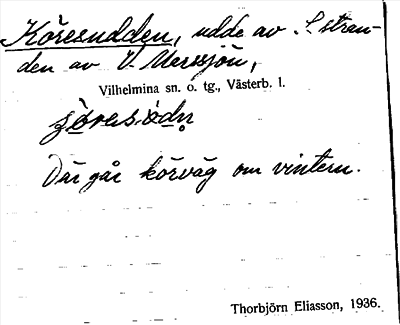 Köresudden, udde av S. stran-
den av V. Marssjön,
Vilhelmina sn. o. tg., Västerb. l.
Där går körväg om vintern.
Thorbjörn Eliasson, 1936.